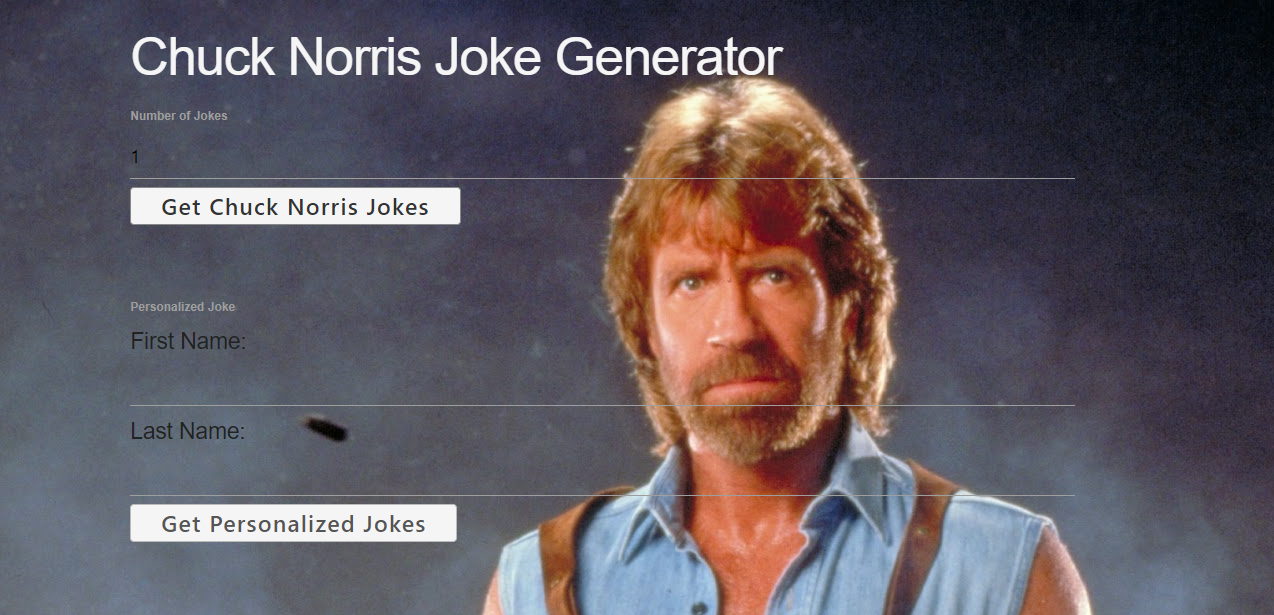 Chuck Norris Joke Generator
Number of Jokes
1
Get Chuck Norris Jokes
Personalized Joke
First Name:
Last Name:
Get Personalized Jokes